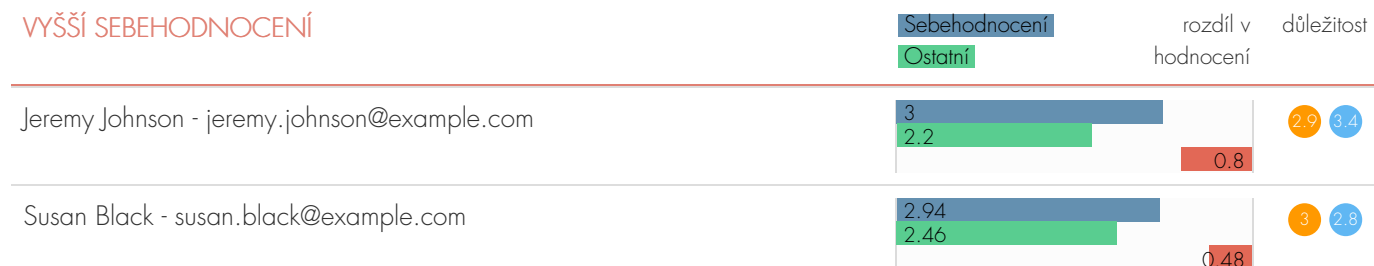 VYŠŠÍ SEBEHODNOCENÍ
Sebehodnocení
Ostatní
rozdíl v
hodnocení
důležitost
Jeremy Johnson - jeremy.johnson@example.com
3
2.2
0.8
2.9 3.4
Susan Black - susan.black@example.com
2.94
2.46
0.48
3 2.8